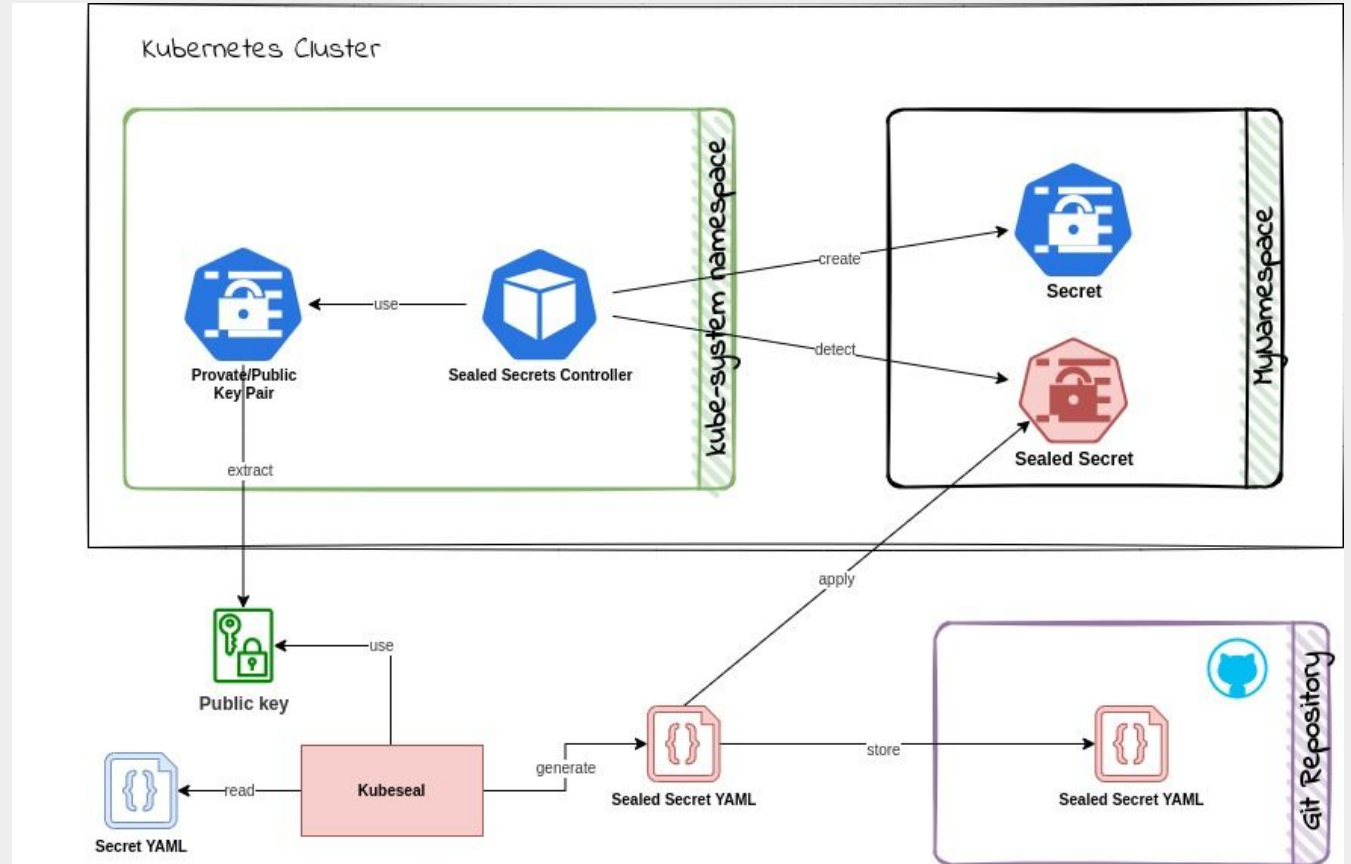 Kubernetes Cluster
kube-system namespace
MyNamespace
create
Secret
use
detect
Provate/Public
Key Pair
Sealed Secrets Controller
Sealed Secret
extract
apply
use
Public key
Git Repository
generate
store
read
Kubeseal
Sealed Secret YAML
Sealed Secret YAML
Secret YAML